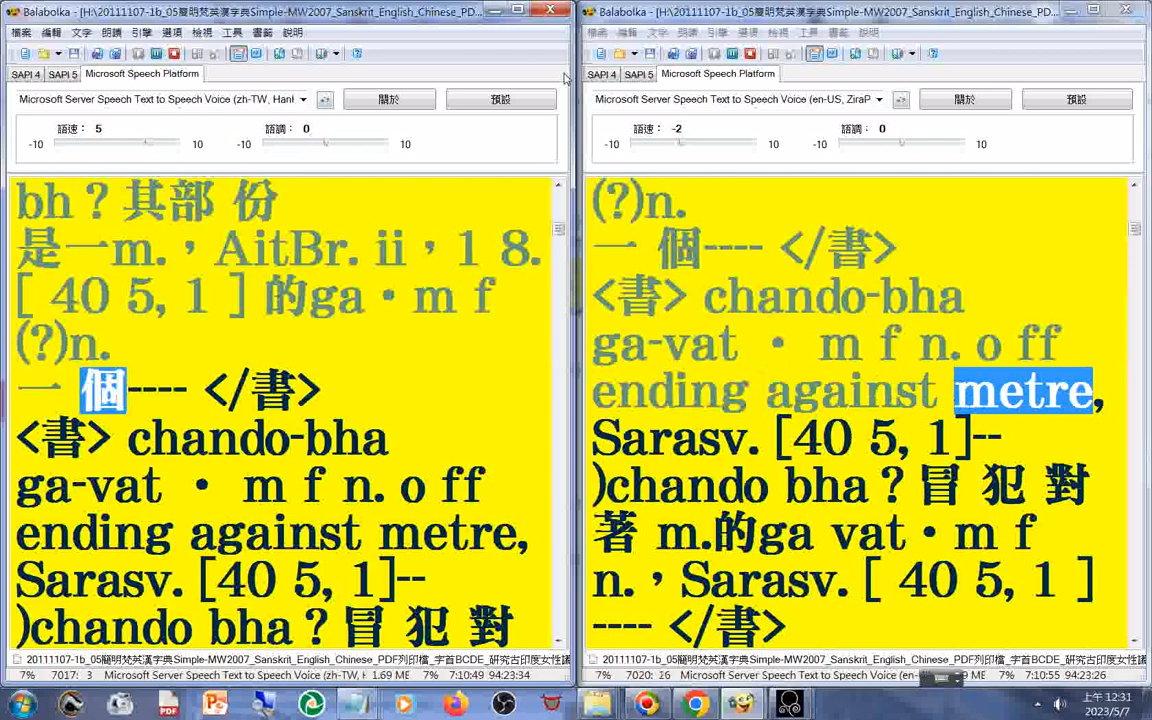 Balabolka - [H:\20111107-1b_05簡明梵英漢字典Simple-MW2007_Sanskrit_English_Chinese_PD...
檔案 編輯 文字 朗讀 引擎 選項 檢視 工具 書籤 說明
SAPI 4 SAPI 5 Microsoft Speech Platform
Microsoft Server Speech Text to Speech Voice (zh-TW, HanH 關於 預設
語速： 5 語調： 0
-10 10 -10 10
bh？其部 份
是一m.，AitBr. ii，1 8.
[ 40 5, 1 ] 的ga・m f
(?)n.
一 個---- </書>
<書> chando-bha
ga-vat ・ m f n. o ff
ending against metre,
Sarasv. [40 5, 1]--
)chando bha？冒 犯 對
20111107-1b_05簡明梵英漢字典Simple-MW2007_Sanskrit_English_Chinese_PDF列印檔_字首BCDE_研究古印度女性議
7% 7017: 3 Microsoft Server Speech Text to Speech Voice (zh-TW, 1.69 ME 7% 7:10:49 94:23:34
Balabolka - [H:\20111107-1b_05簡明梵英漢字典Simple-MW2007_Sanskrit_English_Chinese_PD...
檔案 編輯 文字 朗讀 引擎 選項 檢視 工具 書籤 說明
SAPI 4 SAPI 5 Microsoft Speech Platform
Microsoft Server Speech Text to Speech Voice (en-US, ZiraP 關於 預設
語速： -2 語調： 0
-10 10 -10 10
(?)n.
一 個---- </書>
<書> chando-bha
ga-vat ・ m f n. o ff
ending against metre,
Sarasv. [40 5, 1]--
)chando bha？冒 犯 對
著 m.的ga vat・m f
n.，Sarasv. [ 40 5, 1 ]
---- </書>
20111107-1b_05簡明梵英漢字典Simple-MW2007_Sanskrit_English_Chinese_PDF列印檔_字首BCDE_研究古印度女性議
7% 7020: 16 Microsoft Server Speech Text to Speech Voice (en-US 7% 7:10:55 94:23:26
上午 12:31
2023/5/7